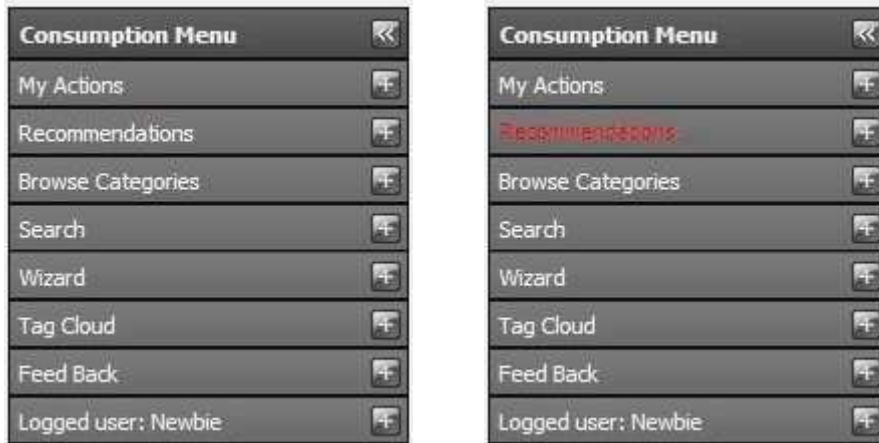 Consumption Menu
My Actions
Recommendations
Browse Categories
Search
Wizard
Tag Cloud
Feed Back
Logged user: Newbie
Consumption Menu
My Actions
Recommendations
Browse Categories
Search
Wizard
Tag Cloud
Feed Back
Logged user: Newbie